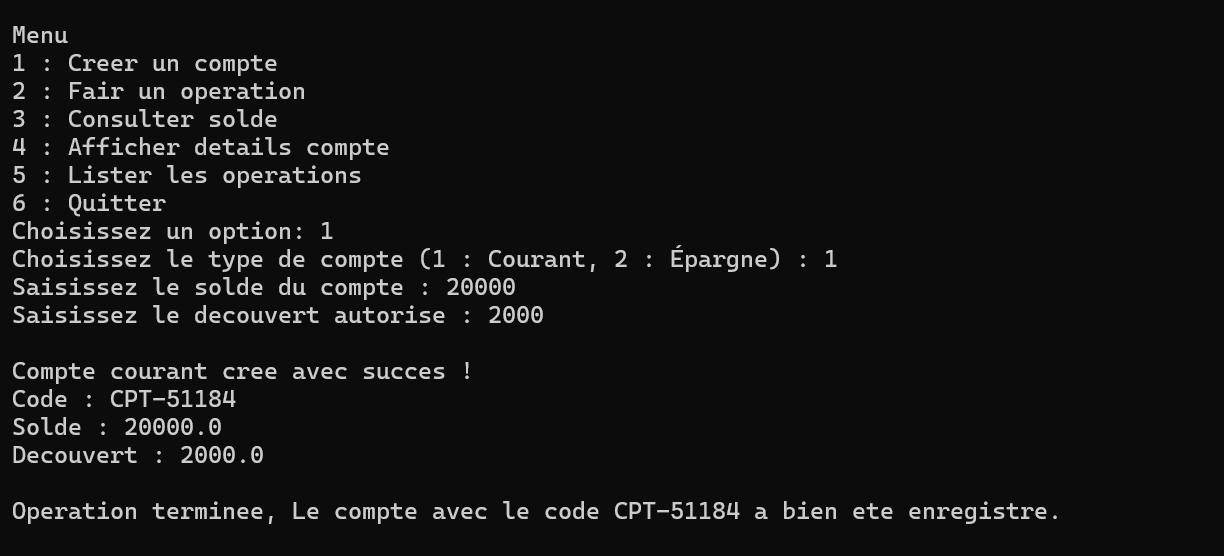 Menu
1 : Creer un compte
2 : Fair un operation
3 : Consulter solde
4 : Afficher details compte
5 : Lister les operations
6 : Quitter
Choisissez un option: 1
Choisissez le type de compte (1 : Courant, 2 : Épargne) : 1
Saisissez le solde du compte : 20000
Saisissez le decouvert autorise : 2000
Compte courant cree avec succes !
Code : CPT-51184
Solde : 20000.0
Decouvert : 2000.0
Operation terminee, Le compte avec le code CPT-51184 a bien ete enregistre.